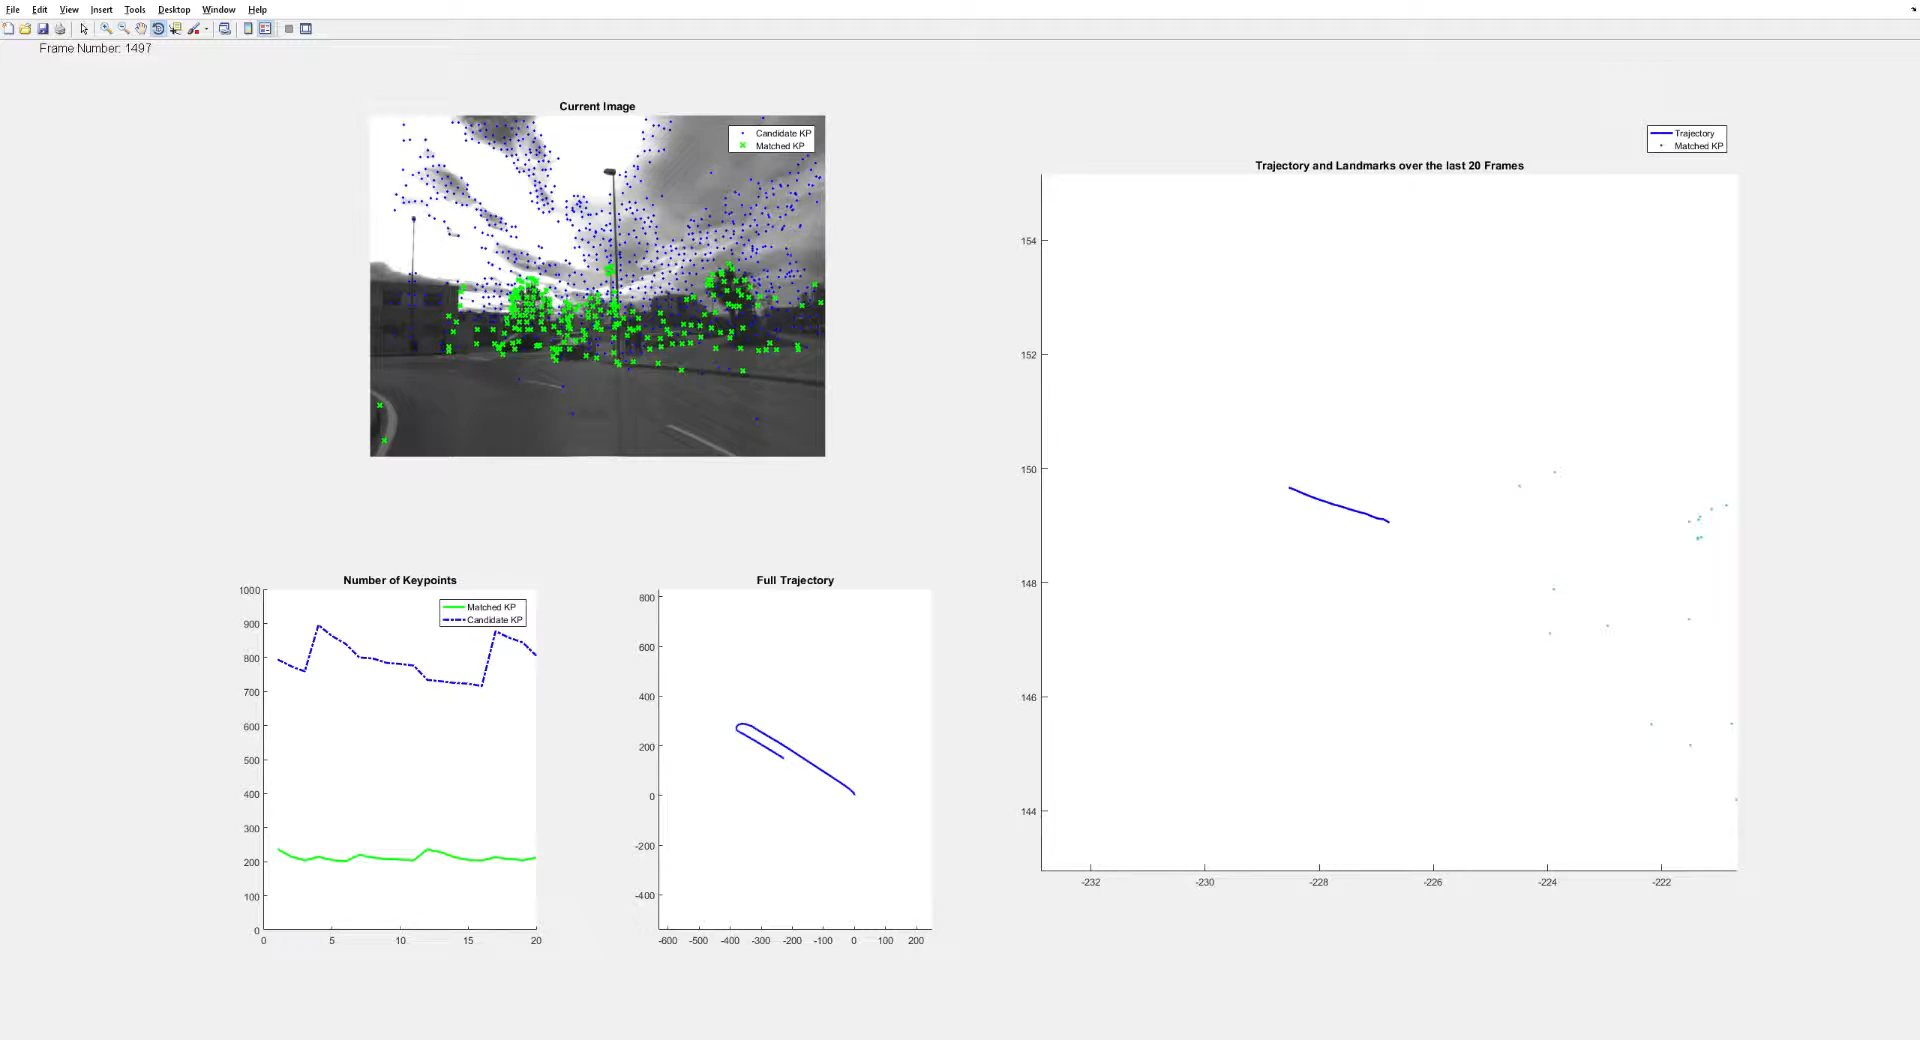 File Edit View Insert Tools Desktop Window Help
Frame Number: 1497
Current Image
Candidate KP
Matched KP
Trajectory
Matched KP
Trajectory and Landmarks over the last 20 Frames
154
152
150
148
146
144
-232 -230 -228 -226 -224 -222
Number of Keypoints
Matched KP
Candidate KP
1000
900
800
700
600
500
400
300
200
100
0
0 5 10 15 20
Full Trajectory
800
600
400
200
0
-200
-400
-600 -500 -400 -300 -200 -100 0 100 200